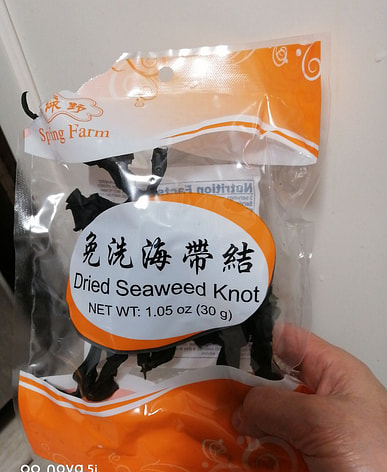 野
Spring Farm
Nutrition Facts
免洗海帶結
Dried Seaweed Knot
NET WT: 1.05 oz (30 g)
nova 5i